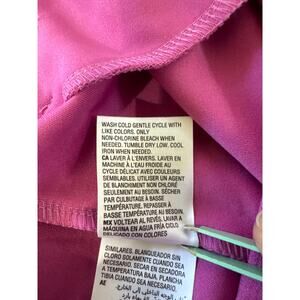 WASH COLD GENTLE CYCLE WITH
LIKE COLORS. ONLY
NON-CHLORINE BLEACH WHEN
NEEDED. TUMBLE DRY LOW. COOL
IRON WHEN NEEDED.
CA LAVER À L'ENVERS. LAVER EN
MACHINE À L'EAU FROIDE AU
CYCLE DÉLICAT AVEC COULEURS
SEMBLABLES. UTILISER UN AGENT
DE BLANCHIMENT NON CHLORÉ
SEULEMENT AU BESOIN. SÉCHER
PAR CULBUTAGE À BASSE
TEMPÉRATURE. REPASSER À
BASSE TEMPÉRATURE AU BESOIN.
MX VOLTEAR AL REVÉS. LAVAR A
MÁQUINA EN AGUA FRÍA CICLO
DELICADO CON COLORES
SIMILARES. BLANQUEADOR SIN
CLORO SOLAMENTE CUANDO SEA
NECESARIO. SECAR EN
A TEMPERATURA BAJA. PLANCHA
TIBIA CUANDO SEA NECESARIO.
AE